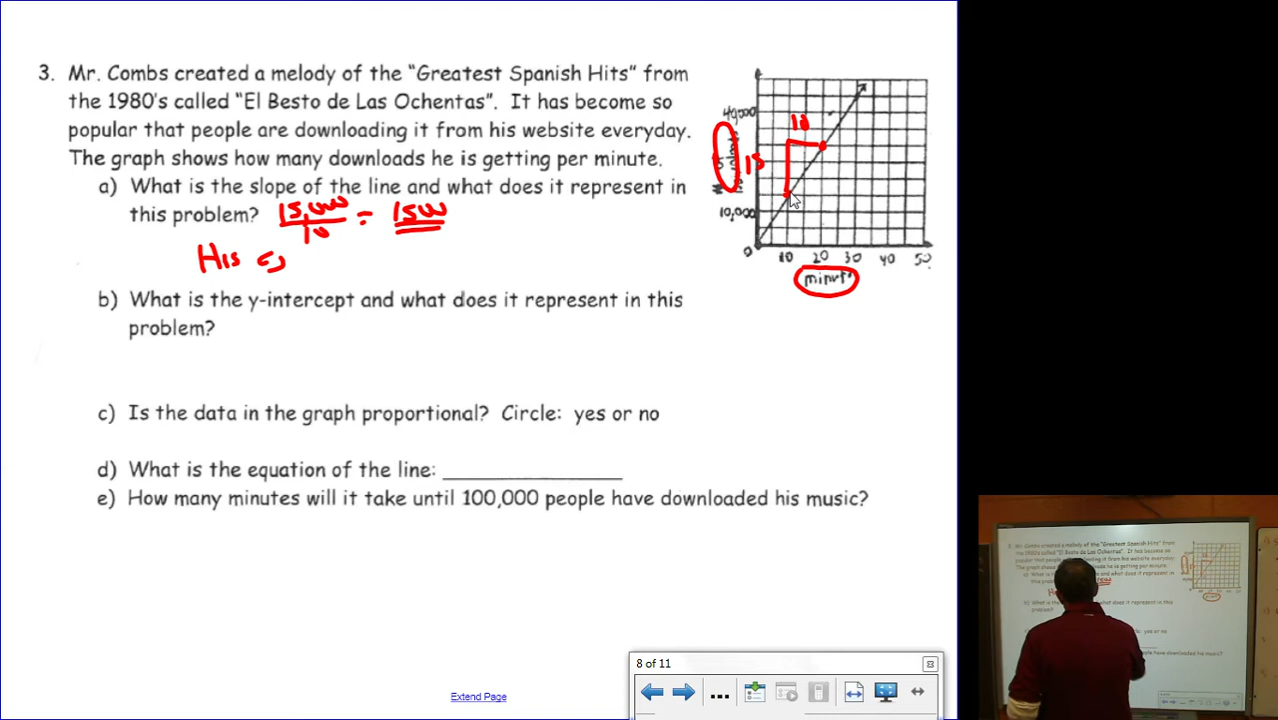 3. Mr. Combs created a melody of the “Greatest Spanish Hits” from
the 1980’s called “El Besto de Las Ochentas”. It has become so
popular that people are downloading it from his website everyday.
The graph shows how many downloads he is getting per minute.
a) What is the slope of the line and what does it represent in
this problem? 15,000/10 = 1500
His
b) What is the y-intercept and what does it represent in this
problem?
c) Is the data in the graph proportional? Circle: yes or no
d) What is the equation of the line: ____________
e) How many minutes will it take until 100,000 people have downloaded his music?
40,000
10
15
10,000
0 10 20 30 40 50
minutes
Extend Page
8 of 11